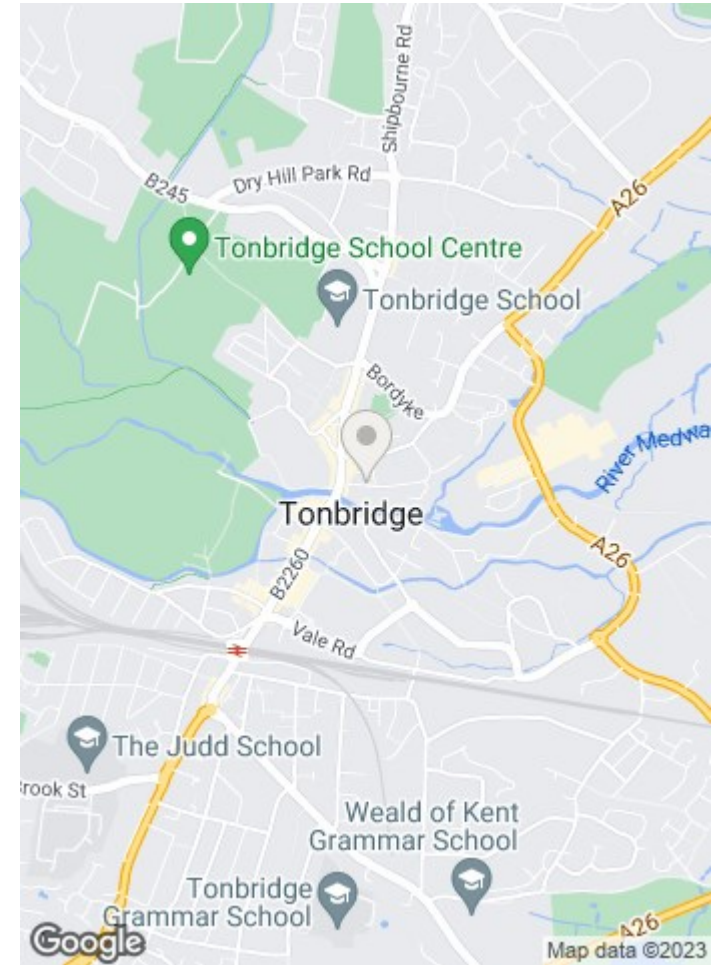 Shipbourne Rd
Dry Hill Park Rd
B245
A26
Tonbridge School Centre
Tonbridge School
Bordyke
River Medwa
Tonbridge
A26
B2260
Vale Rd
The Judd School
rook St
Weald of Kent
Grammar School
Tonbridge
Grammar School
A26
Google
Map data ©2023